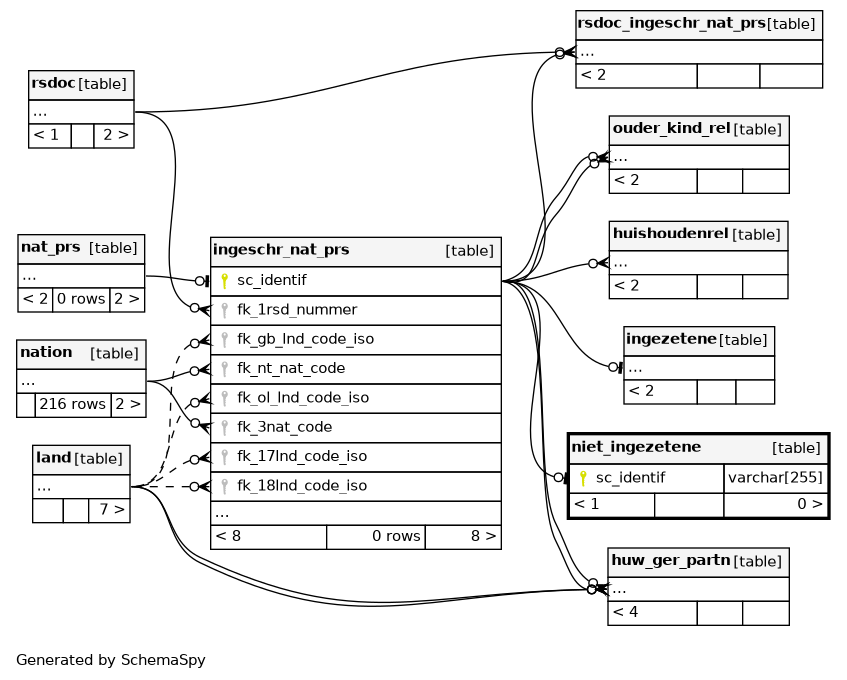 rsdoc_ingeschr_nat_prs [table]
...
< 2
rsdoc [table]
...
< 1 2 >
ouder_kind_rel [table]
...
< 2
huishoudenrel [table]
...
< 2
nat_prs [table]
...
< 2 0 rows 2 >
ingeschr_nat_prs [table]
sc_identif
fk_1rsd_nummer
fk_gb_lnd_code_iso
fk_nt_nat_code
fk_ol_lnd_code_iso
fk_3nat_code
fk_17lnd_code_iso
fk_18lnd_code_iso
...
< 8 0 rows 8 >
ingezetene [table]
...
< 2
nation [table]
...
216 rows 2 >
niet_ingezetene [table]
sc_identif varchar[255]
< 1 0 >
land [table]
...
7 >
huw_ger_partn [table]
...
< 4
Generated by SchemaSpy